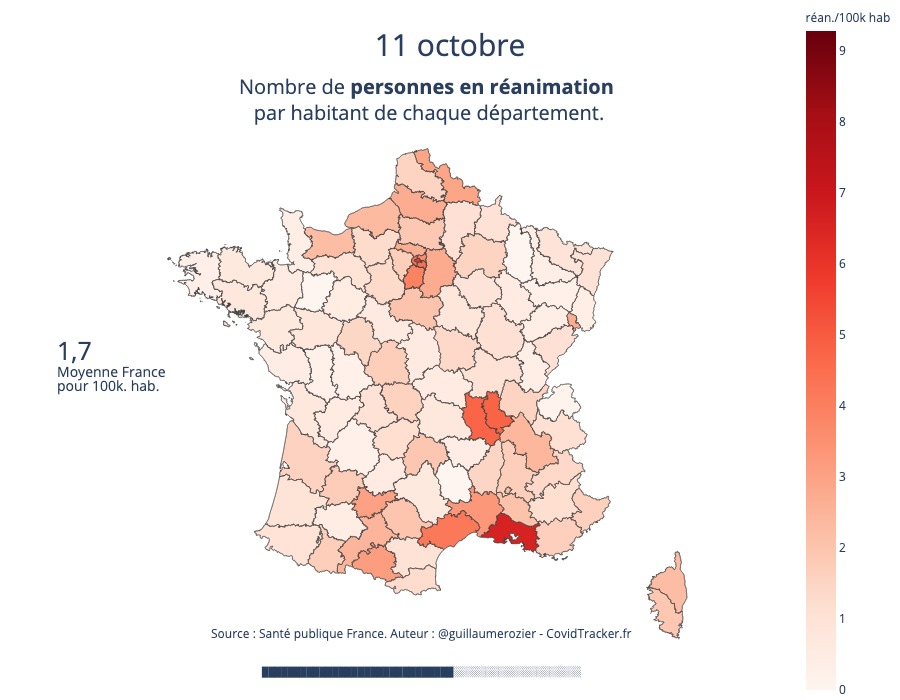 réan./100k hab
11 octobre
Nombre de personnes en réanimation
par habitant de chaque département.
9
8
7
6
5
4
3
2
1
0
1,7
Moyenne France
pour 100k. hab.
Source : Santé publique France. Auteur : @guillaumerozier - CovidTracker.fr